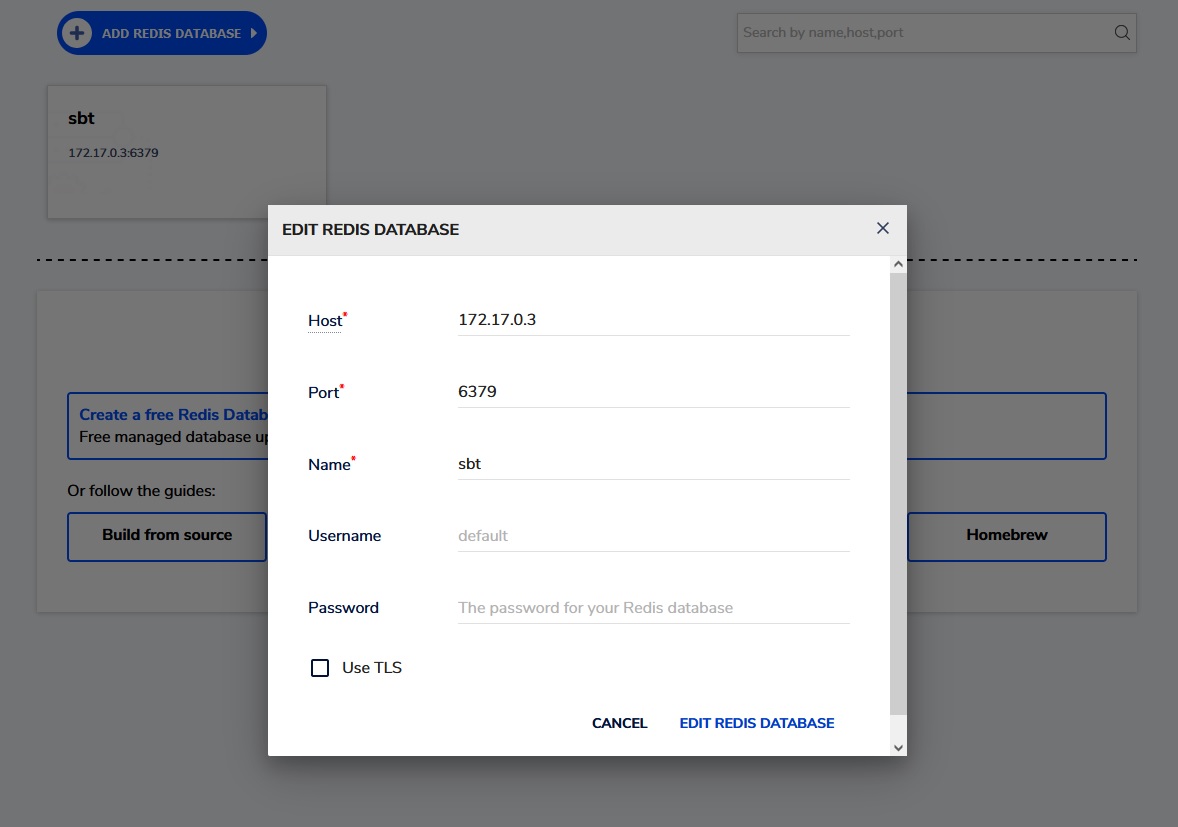 ADD REDIS DATABASE
Search by name,host,port
sbt
172.17.0.3:6379
EDIT REDIS DATABASE
Host*
172.17.0.3
Port*
6379
Name*
sbt
Username
default
Password
The password for your Redis database
Use TLS
CANCEL
EDIT REDIS DATABASE
Create a free Redis Datab
Free managed database up
Or follow the guides:
Build from source
Homebrew